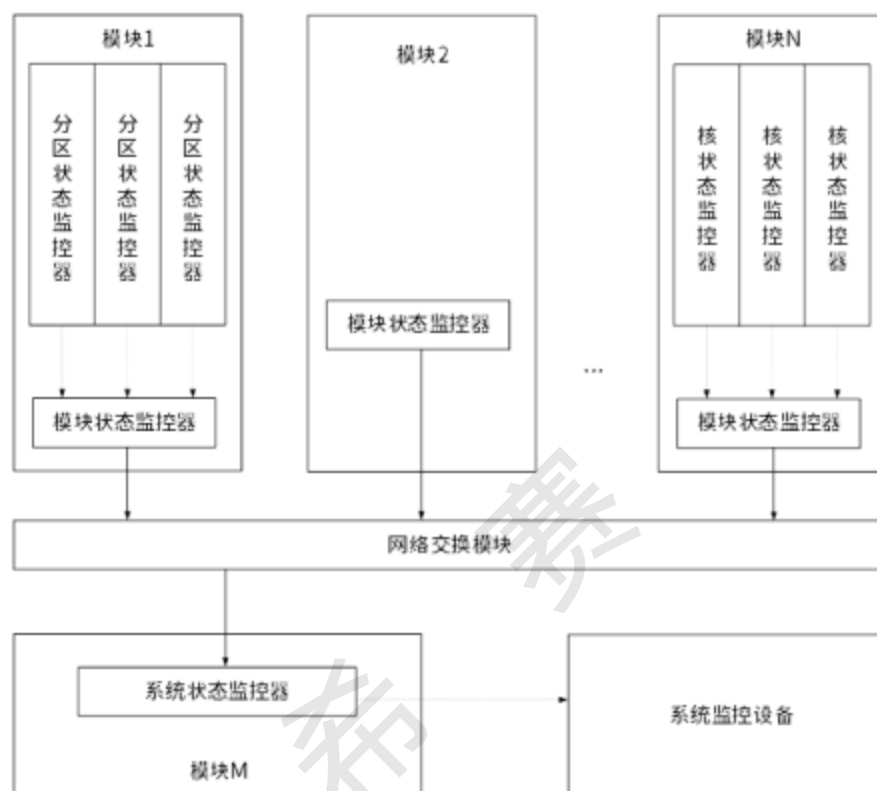 模块1
模块2
模块N
分区状态监控器
分区状态监控器
分区状态监控器
核状态监控器
核状态监控器
核状态监控器
模块状态监控器
...
模块状态监控器
模块状态监控器
网络交换模块
系统状态监控器
系统监控设备
模块M
赛
希